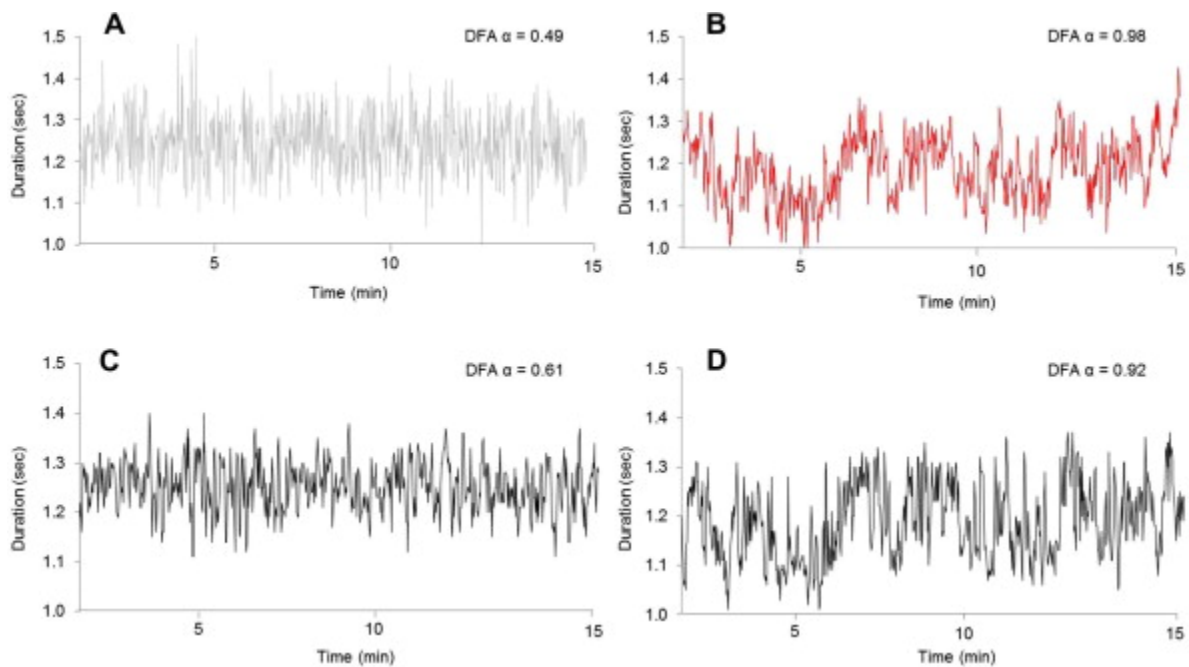 A
DFA α = 0.49
1.5
1.4
1.3
1.2
1.1
1.0
Duration (sec)
5
10
15
Time (min)
B
DFA α = 0.98
1.5
1.4
1.3
1.2
1.1
1.0
Duration (sec)
5
10
15
Time (min)
C
DFA α = 0.61
1.5
1.4
1.3
1.2
1.1
1.0
Duration (sec)
5
10
15
Time (min)
D
DFA α = 0.92
1.5
1.4
1.3
1.2
1.1
1.0
Duration (sec)
5
10
15
Time (min)